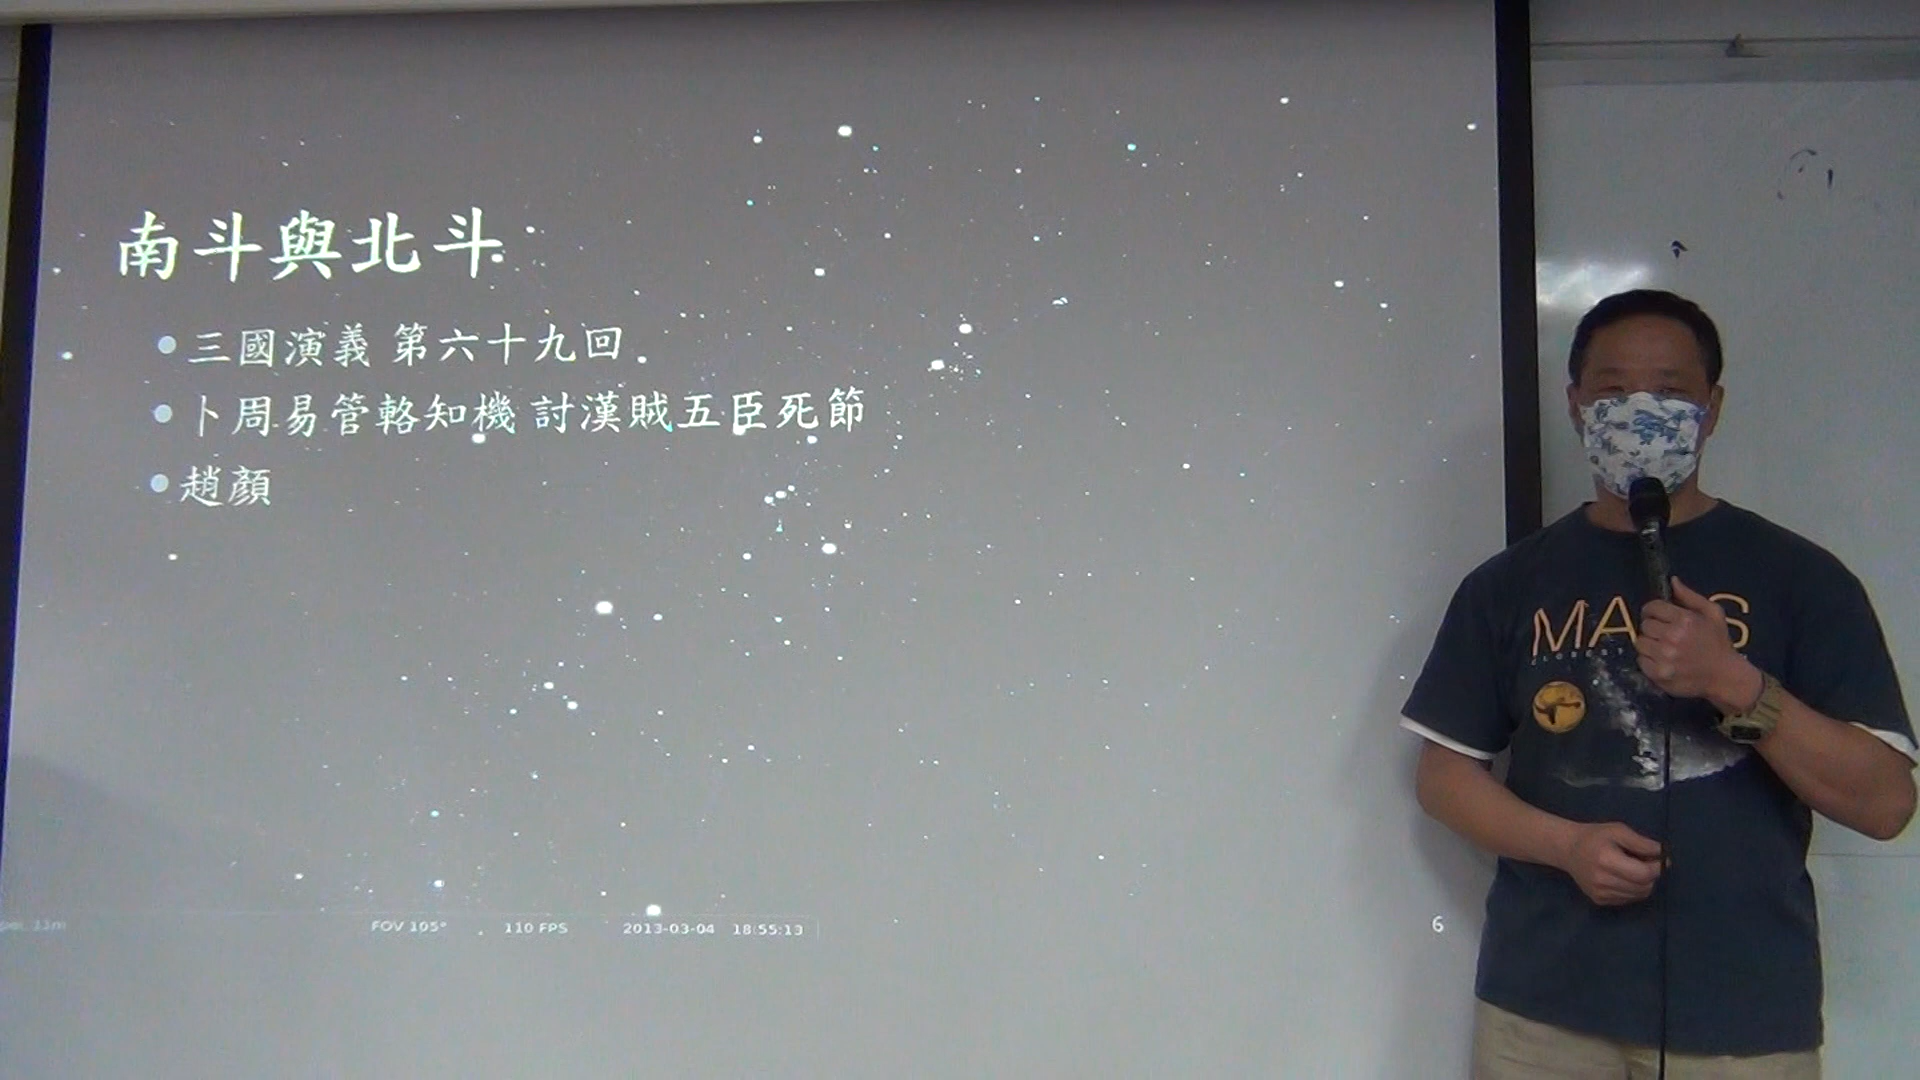 南斗與北斗
三國演義 第六十九回
卜周易管輅知機 討漢賊五臣死節
趙顏
FOV 105° 110 FPS 2013-03-04 18:55:13
6